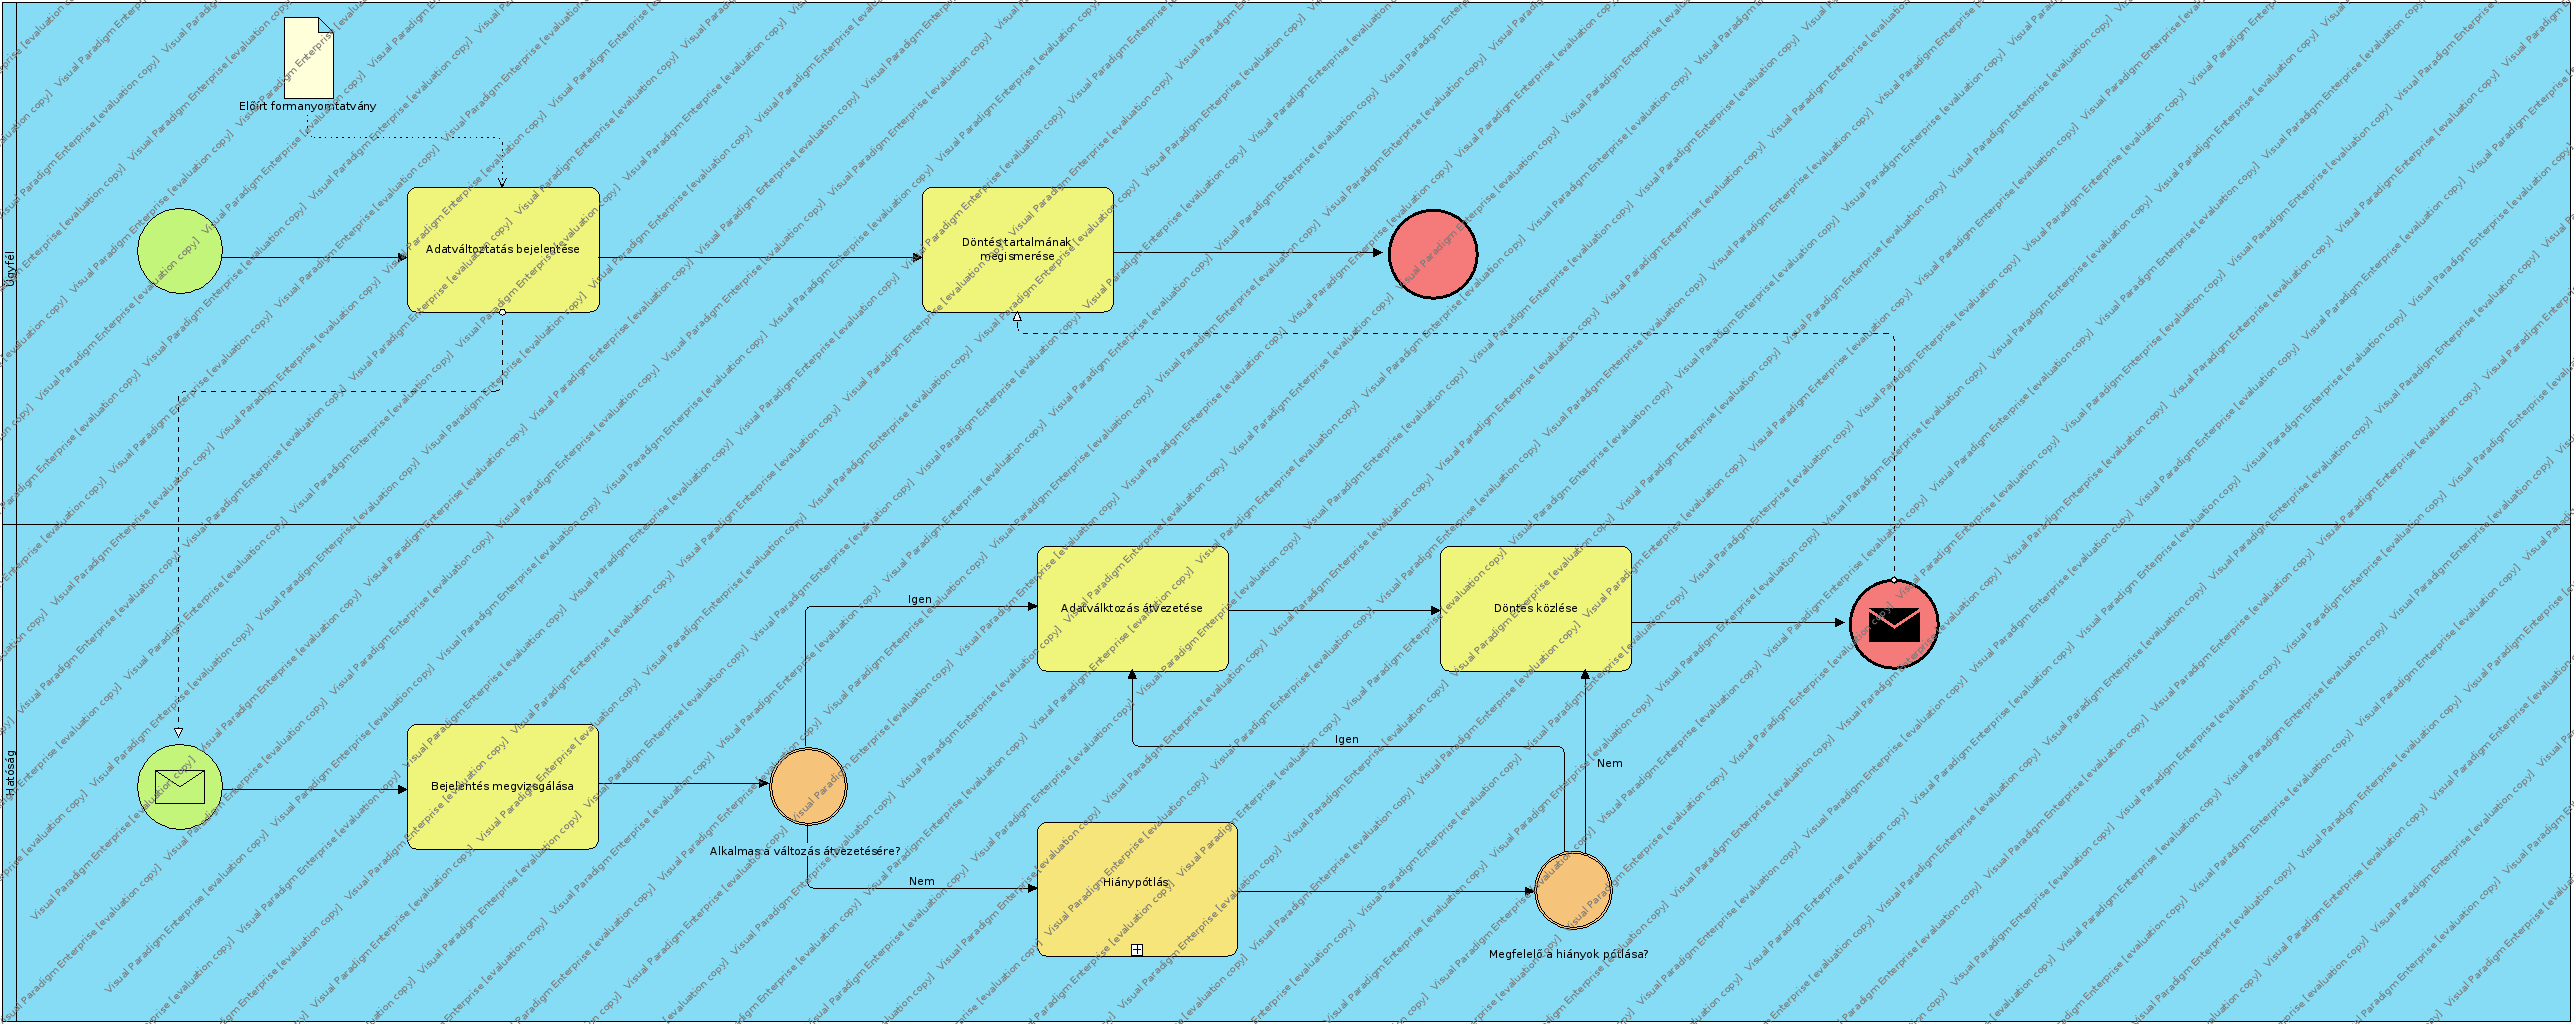 Előírt formanyomtatvány
Ügyfél
Adatváltoztatás bejelentése
Döntés tartalmának
megismerése
Hatóság
Igen
Adatválktozás átvezetése
Döntés közlése
Igen
Nem
Bejelentés megvizsgálása
Alkalmas a változás átvezetésére?
Nem
Hiánypótlás
Megfelelő a hiányok pótlása?
Visual Paradigm Enterprise [evaluation copy]